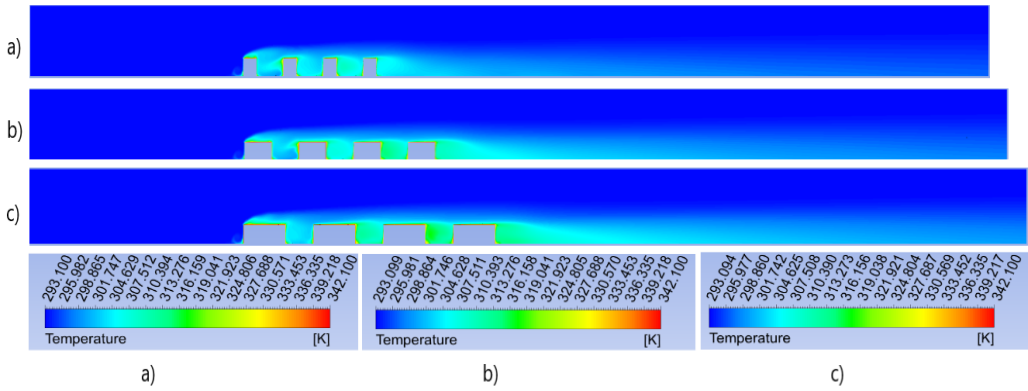 a)
b)
c)
293.100 295.982 298.865 301.747 304.629 307.512 310.394 313.276 316.159 319.041 321.923 324.806 327.688 330.571 333.453 336.335 339.218 342.100
Temperature [K]
293.099 295.981 298.864 301.746 304.628 307.511 310.393 313.276 316.158 319.041 321.923 324.805 327.688 330.570 333.453 336.335 339.218 342.100
Temperature [K]
293.094 295.977 298.860 301.742 304.625 307.508 310.390 313.273 316.156 319.038 321.921 324.804 327.687 330.569 333.452 336.335 339.217 342.100
Temperature [K]
a)
b)
c)